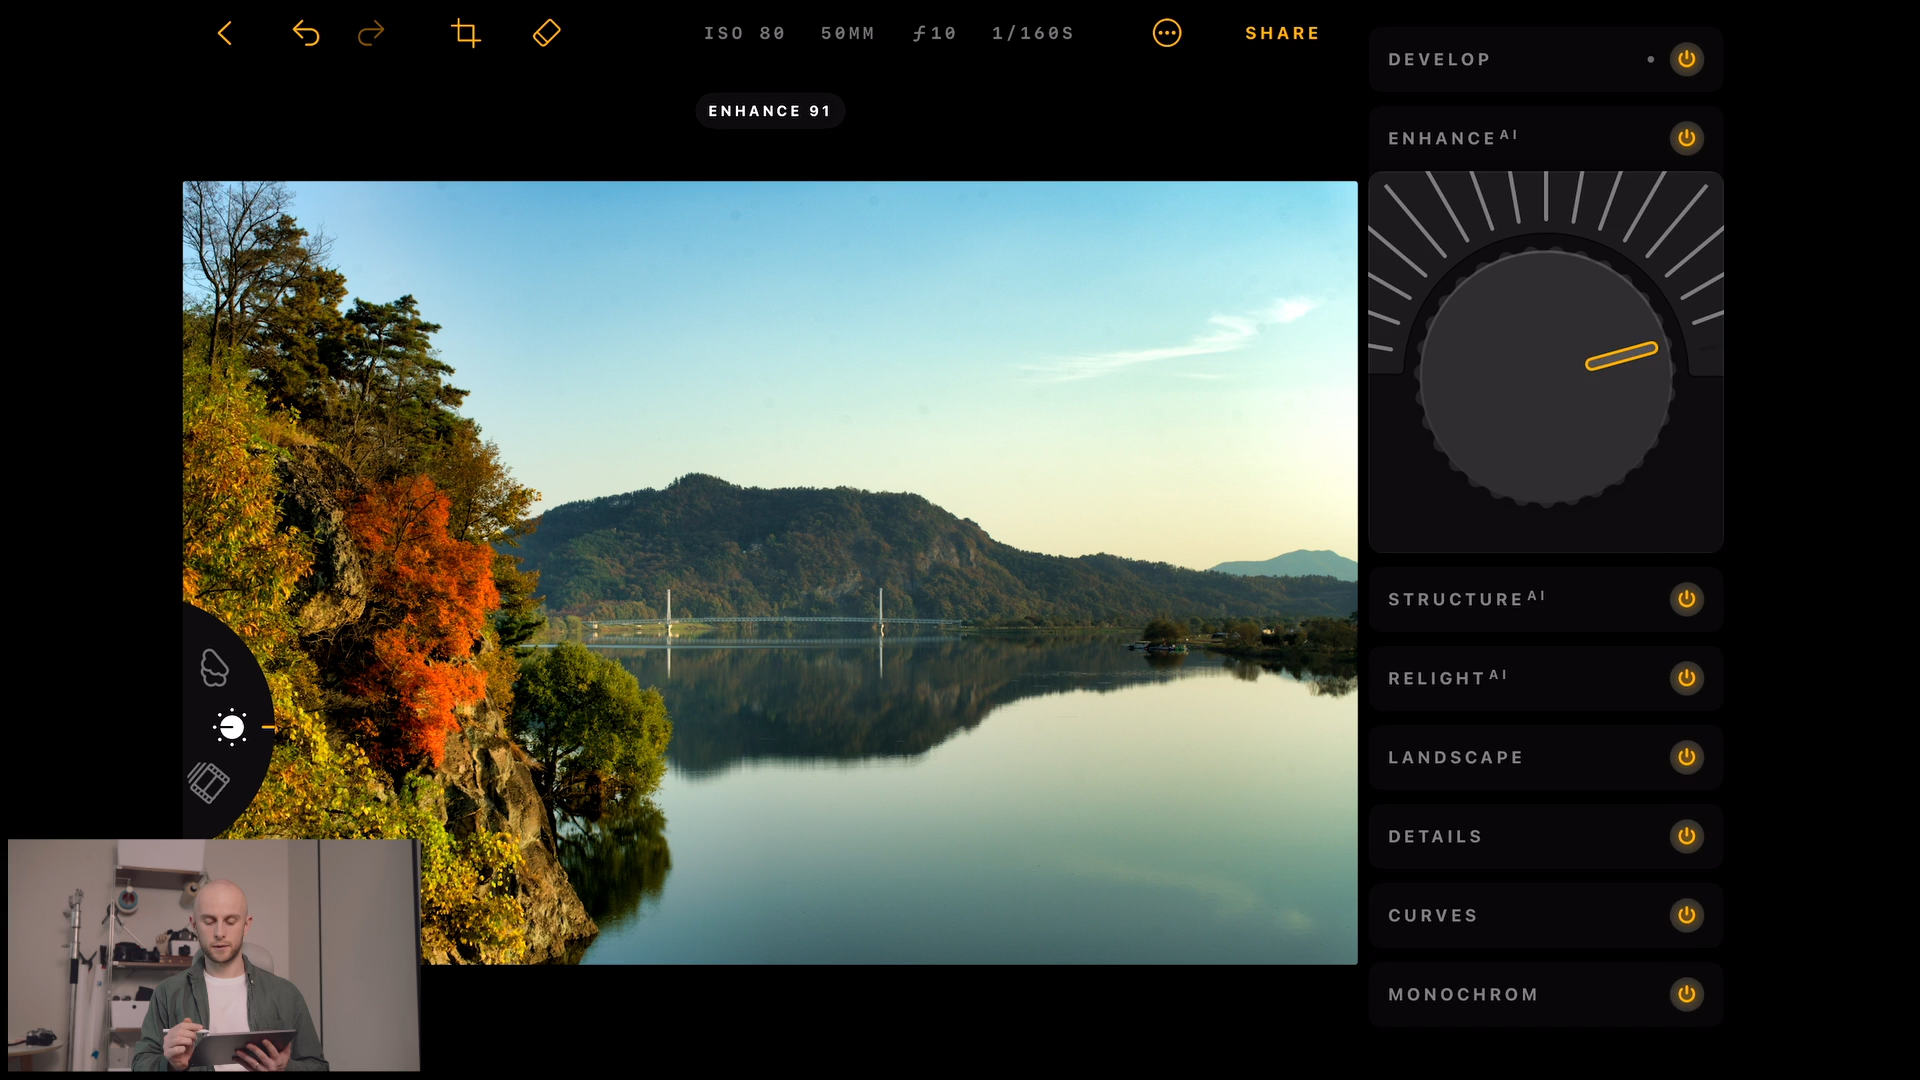 ISO 80 50MM ƒ10 1/160S
SHARE
ENHANCE 91
DEVELOP
ENHANCE AI
STRUCTURE AI
RELIGHT AI
LANDSCAPE
DETAILS
CURVES
MONOCHROM